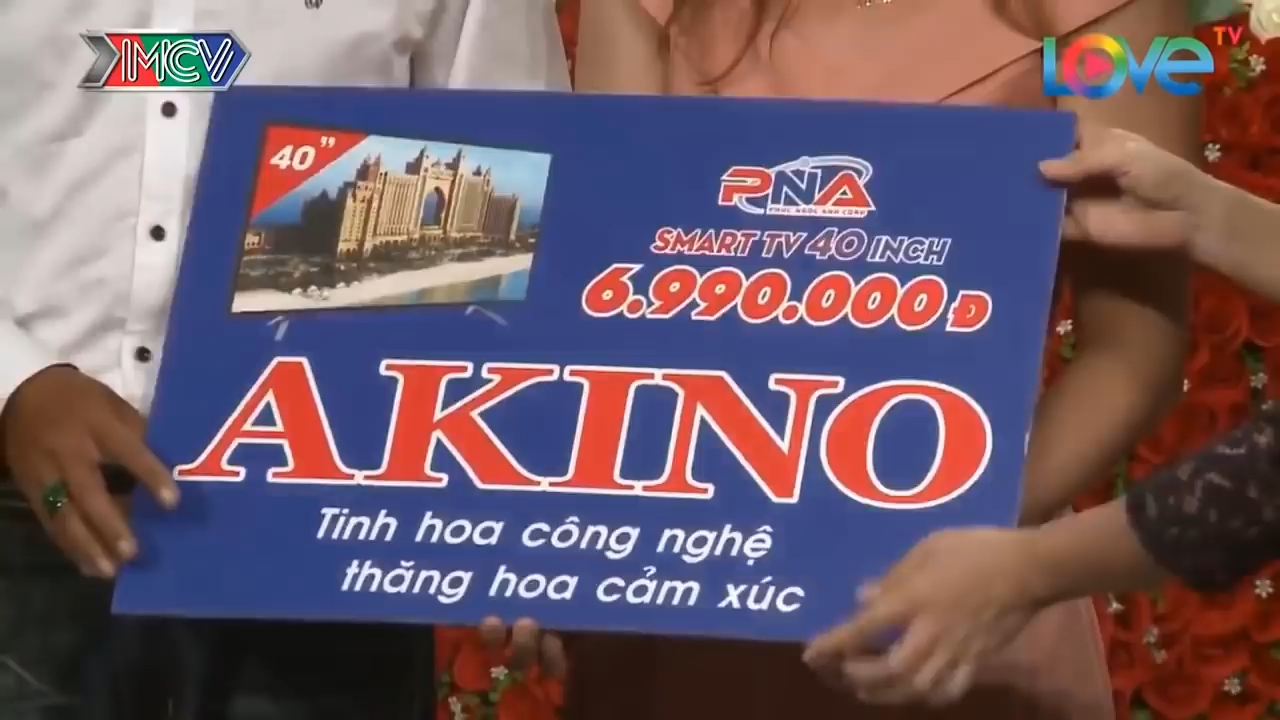 MCV
LOVE TV
40”
PNA
PHUC NGOC ANH CORP
SMART TV 40 INCH
6.990.000 Đ
AKINO
Tinh hoa công nghệ
thăng hoa cảm xúc